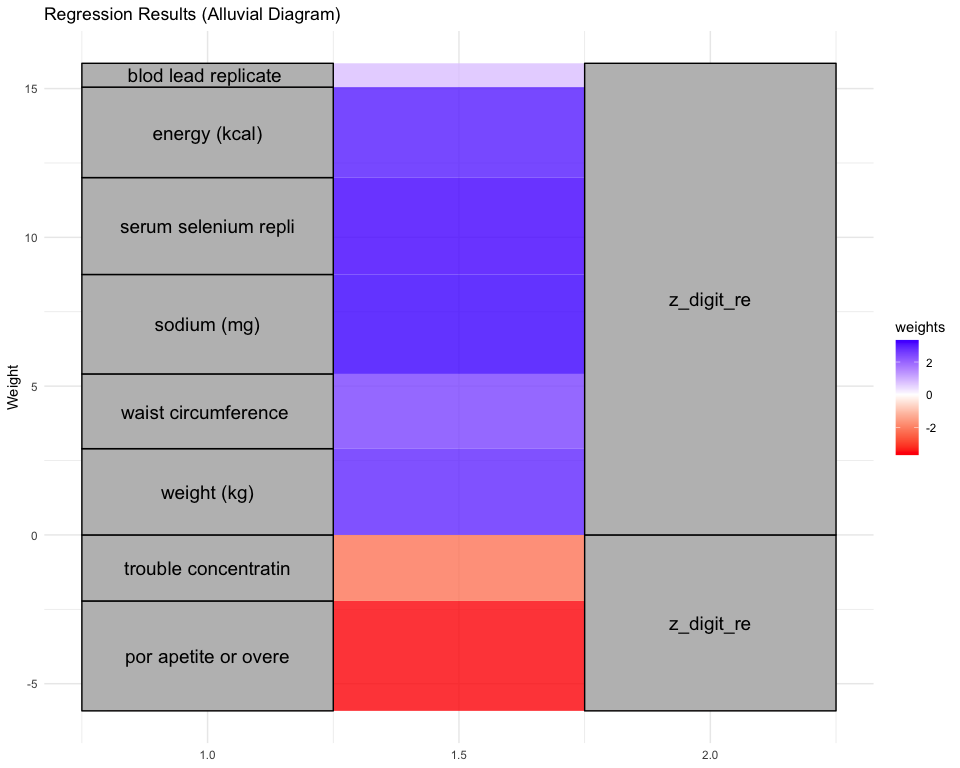 Regression Results (Alluvial Diagram)
Weight
15
10
5
0
-5
blod lead replicate
energy (kcal)
serum selenium repli
sodium (mg)
waist circumference
weight (kg)
trouble concentratin
por apetite or overe
z_digit_re
z_digit_re
1.0
1.5
2.0
weights
2
0
-2